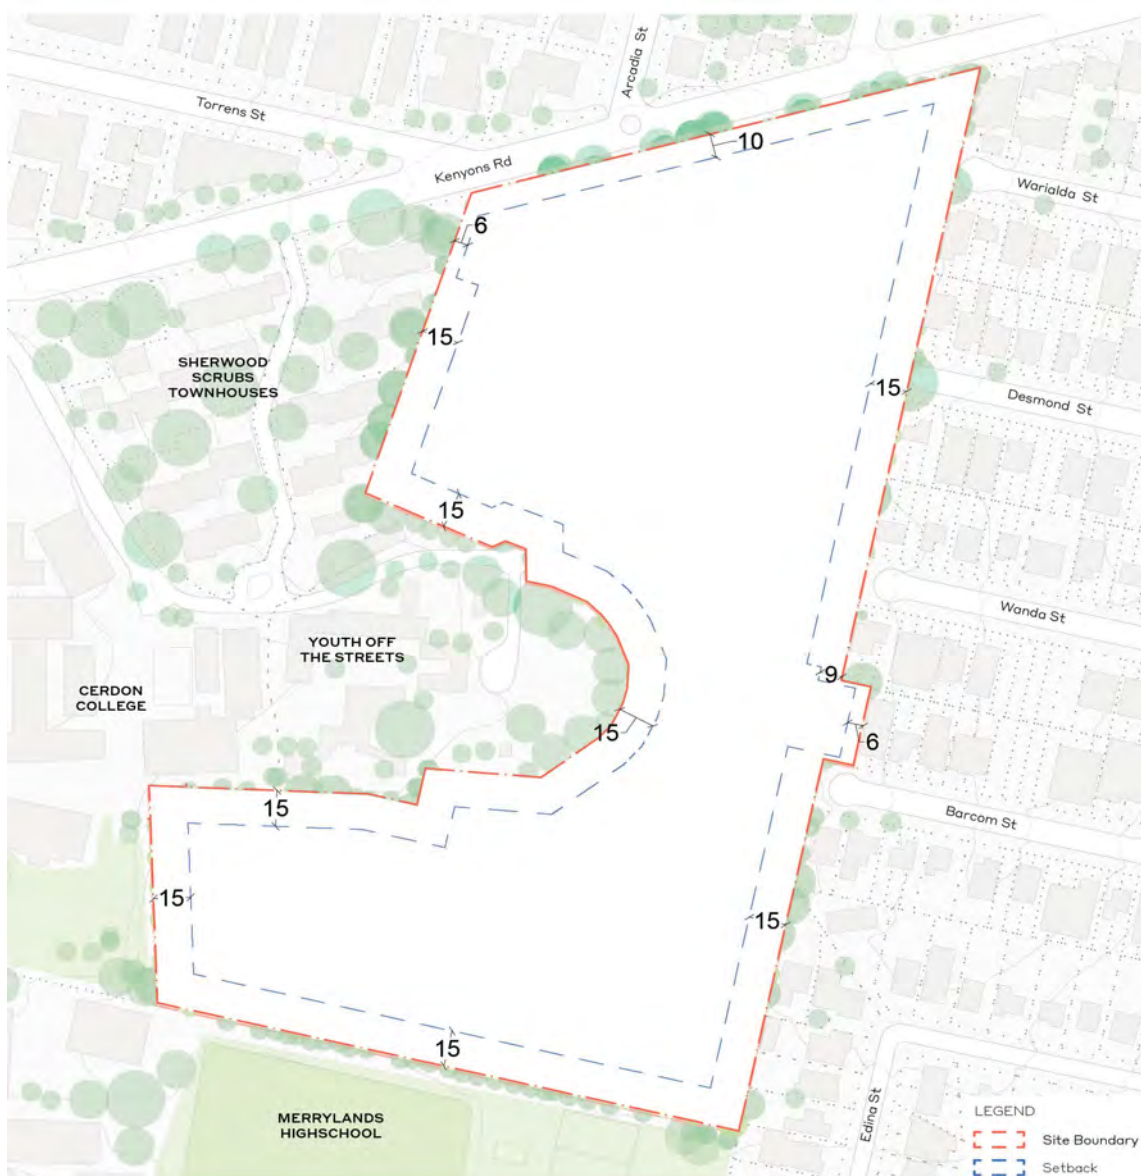 Arcadia St
Torrens St
Kenyons Rd
10
Warialda St
6
15
SHERWOOD
SCRUBS
TOWNHOUSES
15
Desmond St
15
Wanda St
YOUTH OFF
THE STREETS
9
CERDON
COLLEGE
15
6
15
Barcom St
15
15
15
MERRYLANDS
HIGHSCHOOL
Edina St
LEGEND
Site Boundary
Setback